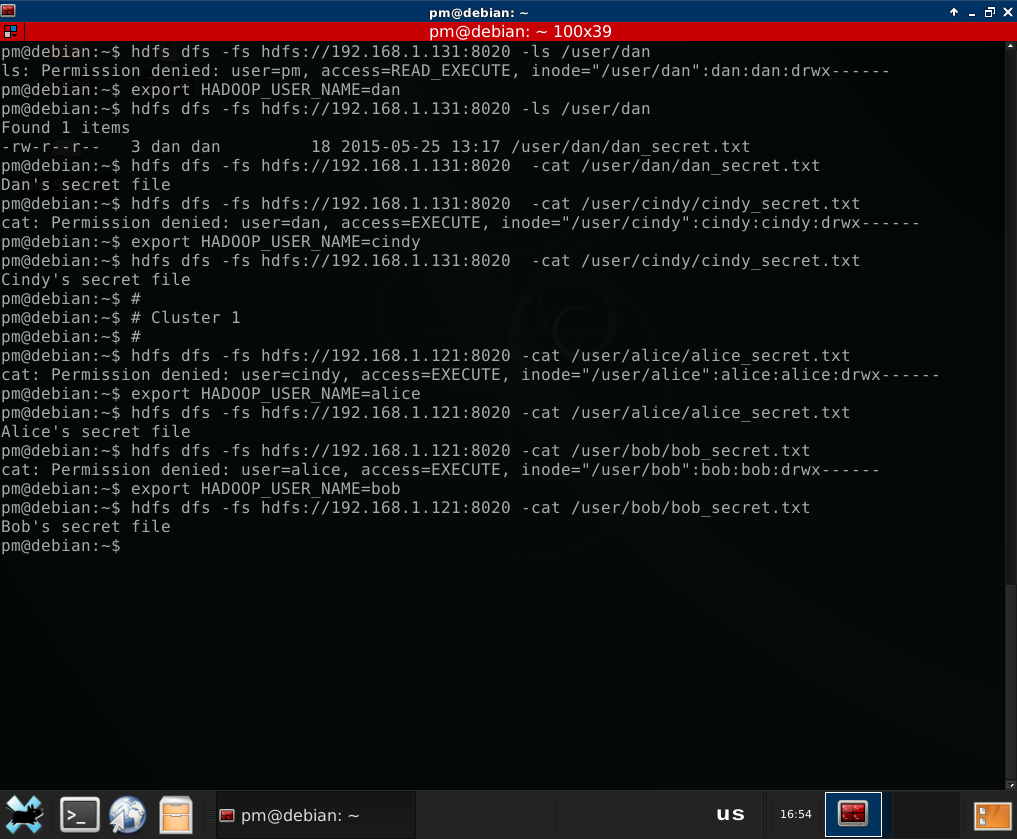 pm@debian: ~
pm@debian: ~ 100x39
pm@debian:~$ hdfs dfs -fs hdfs://192.168.1.131:8020 -ls /user/dan
ls: Permission denied: user=pm, access=READ_EXECUTE, inode="/user/dan":dan:dan:drwx------
pm@debian:~$ export HADOOP_USER_NAME=dan
pm@debian:~$ hdfs dfs -fs hdfs://192.168.1.131:8020 -ls /user/dan
Found 1 items
-rw-r--r--   3 dan dan         18 2015-05-25 13:17 /user/dan/dan_secret.txt
pm@debian:~$ hdfs dfs -fs hdfs://192.168.1.131:8020  -cat /user/dan/dan_secret.txt
Dan's secret file
pm@debian:~$ hdfs dfs -fs hdfs://192.168.1.131:8020  -cat /user/cindy/cindy_secret.txt
cat: Permission denied: user=dan, access=EXECUTE, inode="/user/cindy":cindy:cindy:drwx------
pm@debian:~$ export HADOOP_USER_NAME=cindy
pm@debian:~$ hdfs dfs -fs hdfs://192.168.1.131:8020  -cat /user/cindy/cindy_secret.txt
Cindy's secret file
pm@debian:~$ #
pm@debian:~$ # Cluster 1
pm@debian:~$ #
pm@debian:~$ hdfs dfs -fs hdfs://192.168.1.121:8020 -cat /user/alice/alice_secret.txt
cat: Permission denied: user=cindy, access=EXECUTE, inode="/user/alice":alice:alice:drwx------
pm@debian:~$ export HADOOP_USER_NAME=alice
pm@debian:~$ hdfs dfs -fs hdfs://192.168.1.121:8020 -cat /user/alice/alice_secret.txt
Alice's secret file
pm@debian:~$ hdfs dfs -fs hdfs://192.168.1.121:8020 -cat /user/bob/bob_secret.txt
cat: Permission denied: user=alice, access=EXECUTE, inode="/user/bob":bob:bob:drwx------
pm@debian:~$ export HADOOP_USER_NAME=bob
pm@debian:~$ hdfs dfs -fs hdfs://192.168.1.121:8020 -cat /user/bob/bob_secret.txt
Bob's secret file
pm@debian:~$
pm@debian: ~
us
16:54